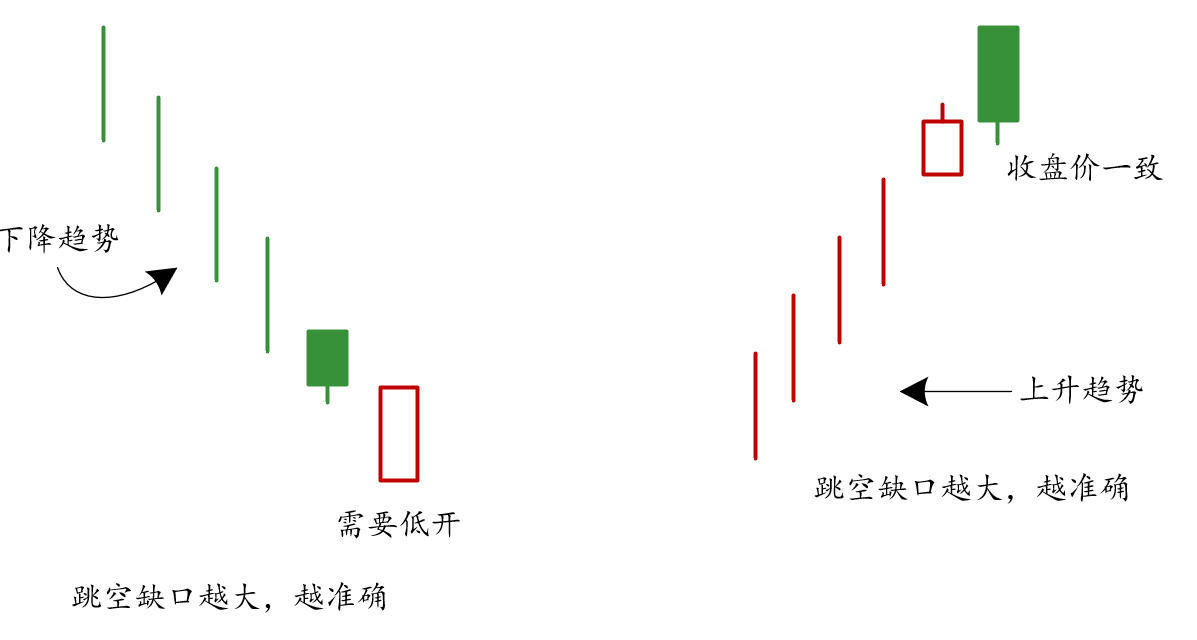 下降趋势
需要低开
跳空缺口越大，越准确
收盘价一致
上升趋势
跳空缺口越大，越准确